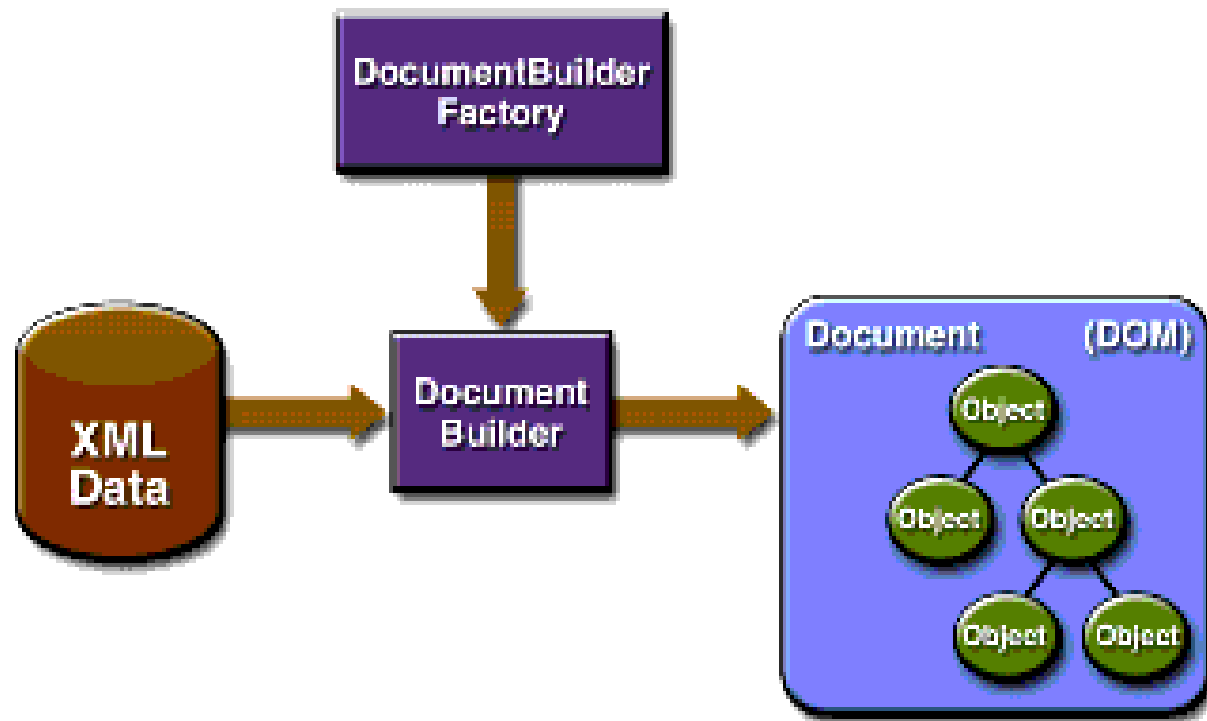 DocumentBuilder
Factory
XML
Data
Document
Builder
Document (DOM)
Object
Object
Object
Object
Object